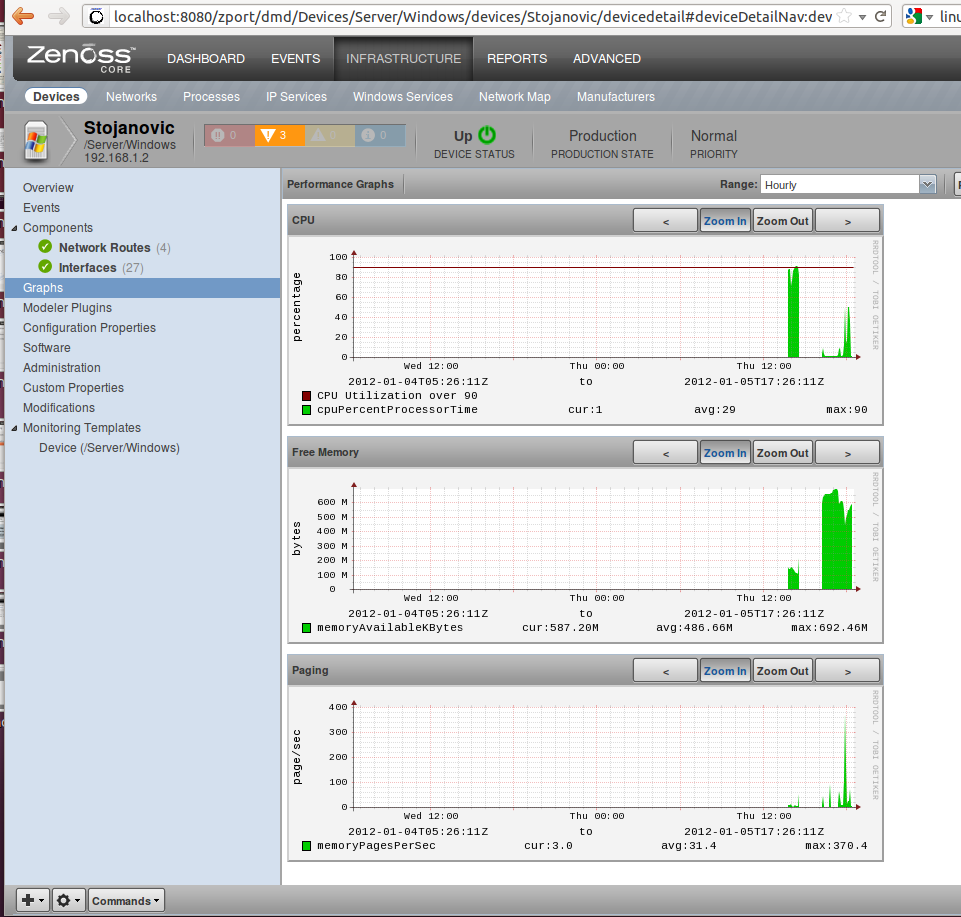 localhost:8080/zport/dmd/Devices/Server/Windows/devices/Stojanovic/devicedetail#deviceDetailNav:dev
linu
Zenoss CORE
DASHBOARD EVENTS INFRASTRUCTURE REPORTS ADVANCED
Devices Networks Processes IP Services Windows Services Network Map Manufacturers
Stojanovic
/Server/Windows
192.168.1.2
0 3 0 0
Up
DEVICE STATUS
Production
PRODUCTION STATE
Normal
PRIORITY
Overview
Events
Components
Network Routes (4)
Interfaces (27)
Graphs
Modeler Plugins
Configuration Properties
Software
Administration
Custom Properties
Modifications
Monitoring Templates
Device (/Server/Windows)
Performance Graphs
Range: Hourly
CPU
< Zoom In Zoom Out >
percentage
100
80
60
40
20
0
Wed 12:00 Thu 00:00 Thu 12:00
2012-01-04T05:26:11Z to 2012-01-05T17:26:11Z
CPU Utilization over 90
cpuPercentProcessorTime cur:1 avg:29 max:90
RRDTOOL / TOBI OETIKER
Free Memory
< Zoom In Zoom Out >
bytes
600 M
500 M
400 M
300 M
200 M
100 M
0
Wed 12:00 Thu 00:00 Thu 12:00
2012-01-04T05:26:11Z to 2012-01-05T17:26:11Z
memoryAvailableKBytes cur:587.20M avg:486.66M max:692.46M
RRDTOOL / TOBI OETIKER
Paging
< Zoom In Zoom Out >
page/sec
400
300
200
100
0
Wed 12:00 Thu 00:00 Thu 12:00
2012-01-04T05:26:11Z to 2012-01-05T17:26:11Z
memoryPagesPerSec cur:3.0 avg:31.4 max:370.4
RRDTOOL / TOBI OETIKER
Commands